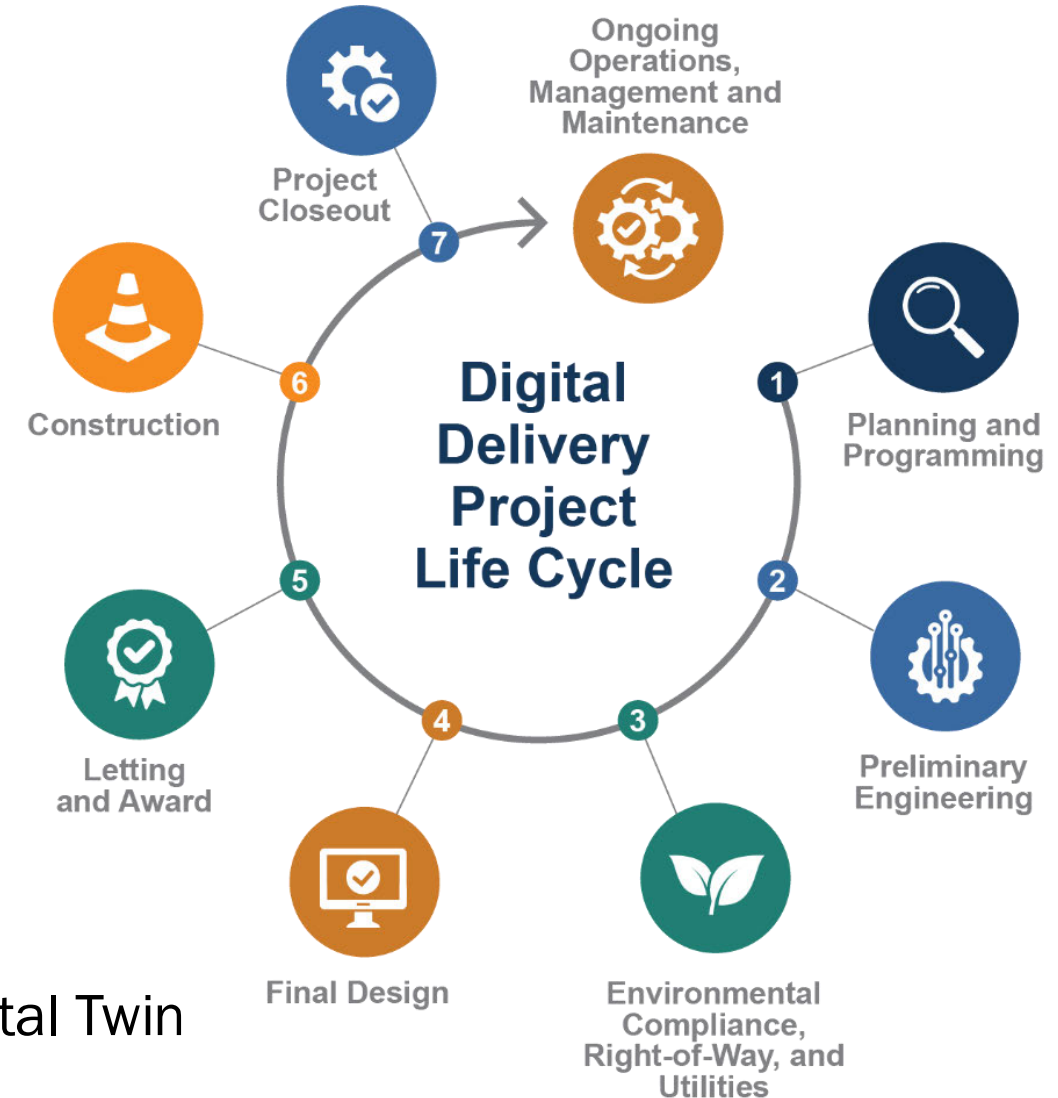 Digital
Delivery
Project
Life Cycle
1
Planning and
Programming
2
Preliminary
Engineering
3
Environmental
Compliance,
Right-of-Way, and
Utilities
4
Final Design
5
Letting
and Award
6
Construction
7
Project
Closeout
Ongoing
Operations,
Management and
Maintenance
tal Twin